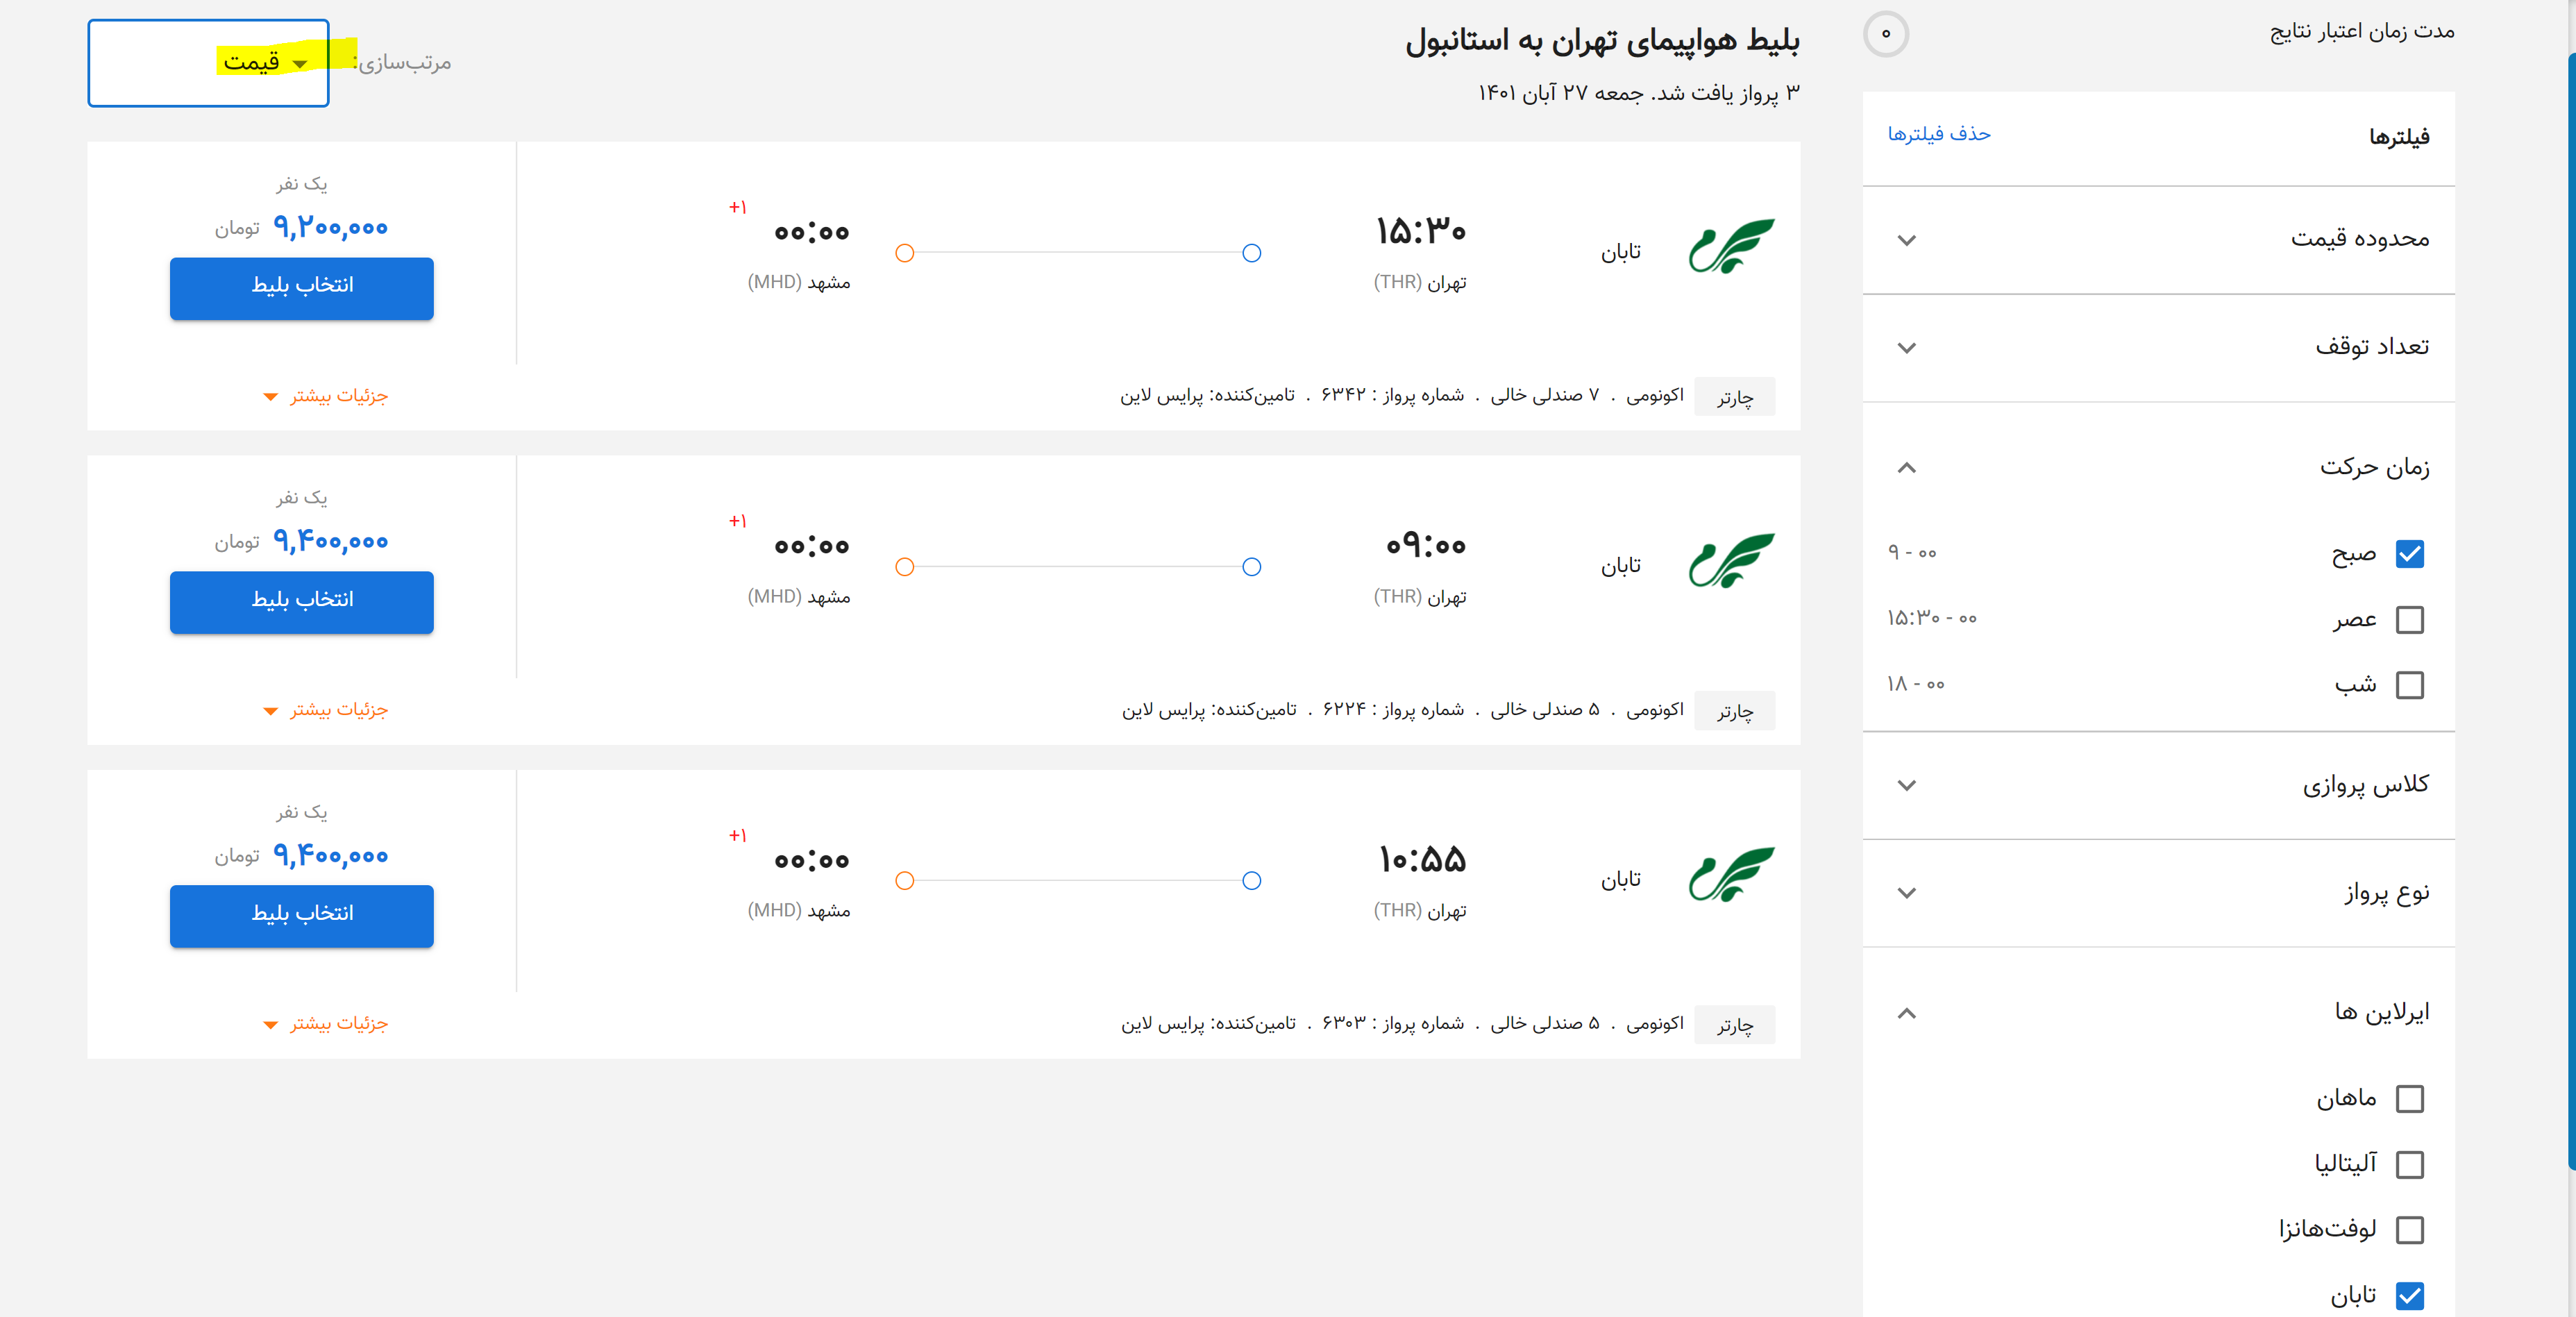 مدت زمان اعتبار نتایج
۰
فیلترها
حذف فیلترها
محدوده قیمت
تعداد توقف
زمان حرکت
صبح
۹ - ۰۰
عصر
۱۵:۳۰ - ۰۰
شب
۱۸ - ۰۰
کلاس پروازی
نوع پرواز
ایرلاین ها
ماهان
آلیتالیا
لوفت‌هانزا
تابان
بلیط هواپیمای تهران به استانبول
۳ پرواز یافت شد. جمعه ۲۷ آبان ۱۴۰۱
مرتب‌سازی:
قیمت
تابان
۱۵:۳۰
تهران (THR)
۰۰:۰۰
+۱
مشهد (MHD)
یک نفر
۹,۲۰۰,۰۰۰ تومان
انتخاب بلیط
چارتر
اکونومی . ۷ صندلی خالی . شماره پرواز : ۶۳۴۲ . تامین‌کننده: پرایس لاین
جزئیات بیشتر
تابان
۰۹:۰۰
تهران (THR)
۰۰:۰۰
+۱
مشهد (MHD)
یک نفر
۹,۴۰۰,۰۰۰ تومان
انتخاب بلیط
چارتر
اکونومی . ۵ صندلی خالی . شماره پرواز : ۶۲۲۴ . تامین‌کننده: پرایس لاین
جزئیات بیشتر
تابان
۱۰:۵۵
تهران (THR)
۰۰:۰۰
+۱
مشهد (MHD)
یک نفر
۹,۴۰۰,۰۰۰ تومان
انتخاب بلیط
چارتر
اکونومی . ۵ صندلی خالی . شماره پرواز : ۶۳۰۳ . تامین‌کننده: پرایس لاین
جزئیات بیشتر